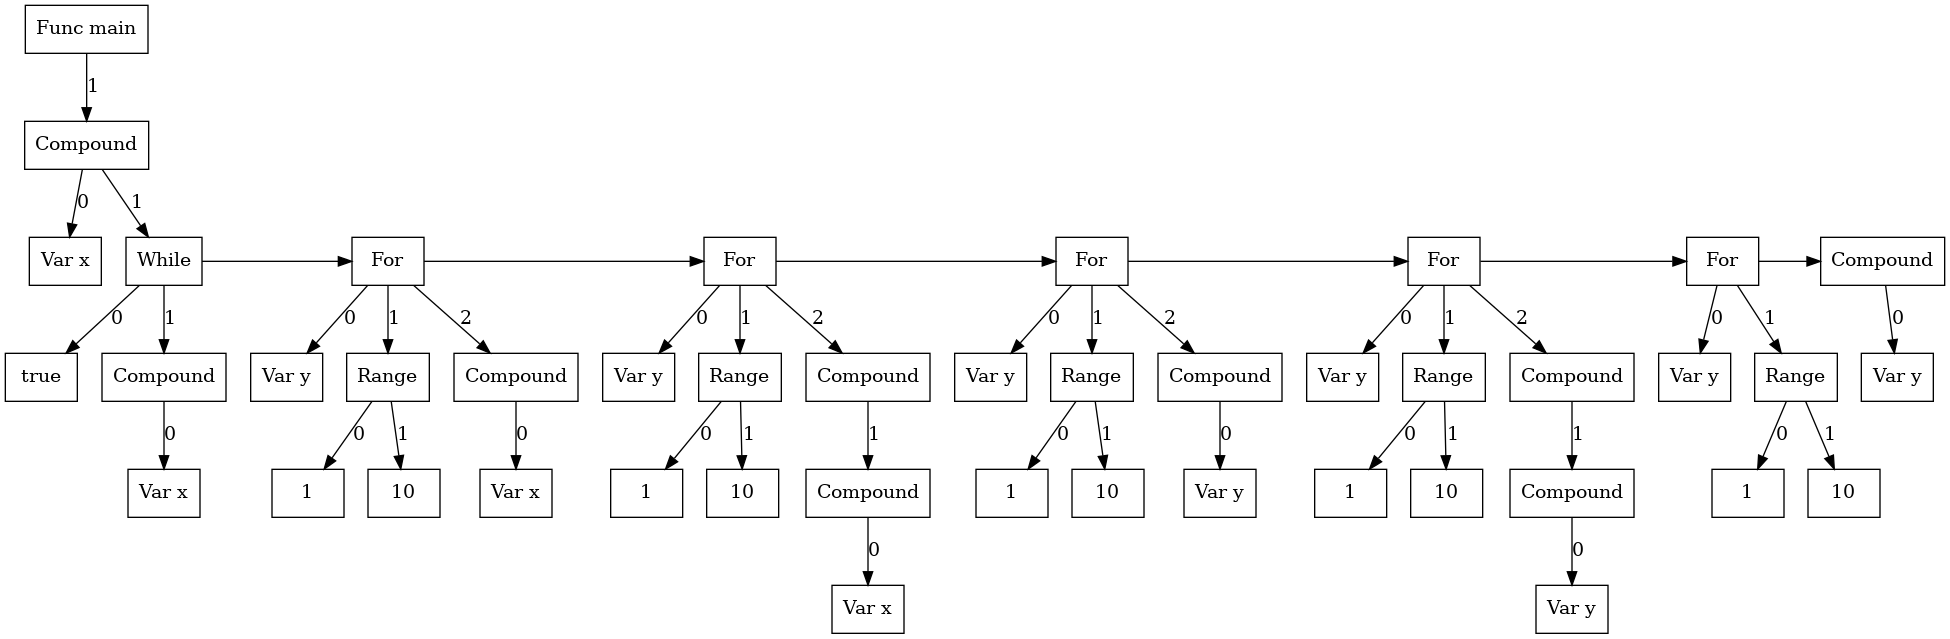 Func main
1
Compound
0 1
Var x While For For For For For Compound
0 1 0 1 2 0 1 2 0 1 2 0 1 2 0 1 0
true Compound Var y Range Compound Var y Range Compound Var y Range Compound Var y Range Compound Var y Range Var y
0 0 1 0 0 1 1 0 1 0 0 1 1 0 1
Var x 1 10 Var x 1 10 Compound 1 10 Var y 1 10 Compound 1 10
0 0
Var x Var y